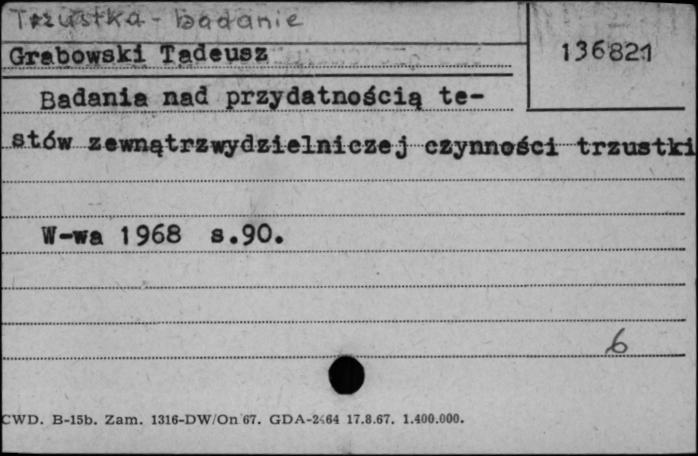 Trzustka - badanie
Grabowski Tadeusz
136821
Badania nad przydatnością te-
stów zewnątrzwydzielniczej czynności trzustki
W-wa 1968 s.90.
6
CWD. B-15b. Zam. 1316-DW/On 67. GDA-2464 17.8.67. 1.400.000.